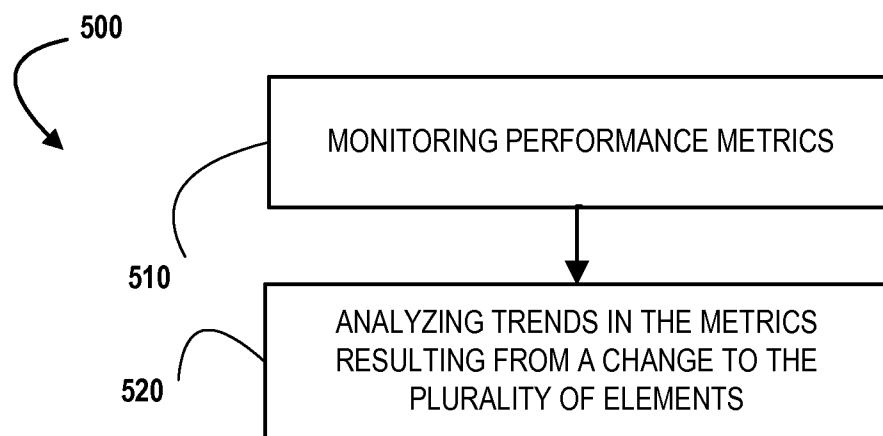 500
MONITORING PERFORMANCE METRICS
510
ANALYZING TRENDS IN THE METRICS
RESULTING FROM A CHANGE TO THE
PLURALITY OF ELEMENTS
520